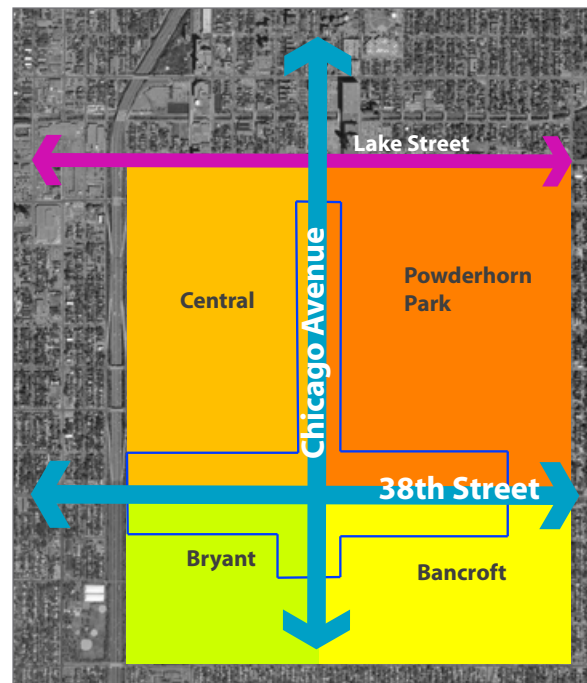 Lake Street
Powderhorn
Park
Central
Chicago Avenue
38th Street
Bryant
Bancroft